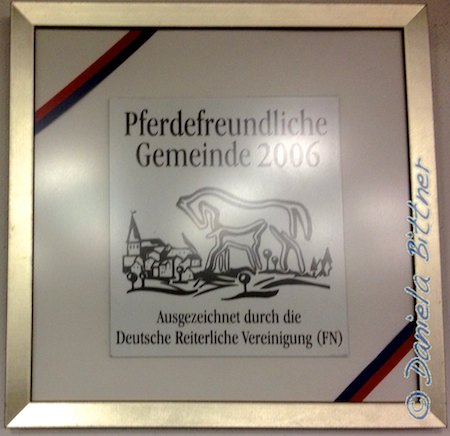 Pferdefreundliche
Gemeinde 2006
Ausgezeichnet durch die
Deutsche Reiterliche Vereinigung (FN)
© Daniela Bittner